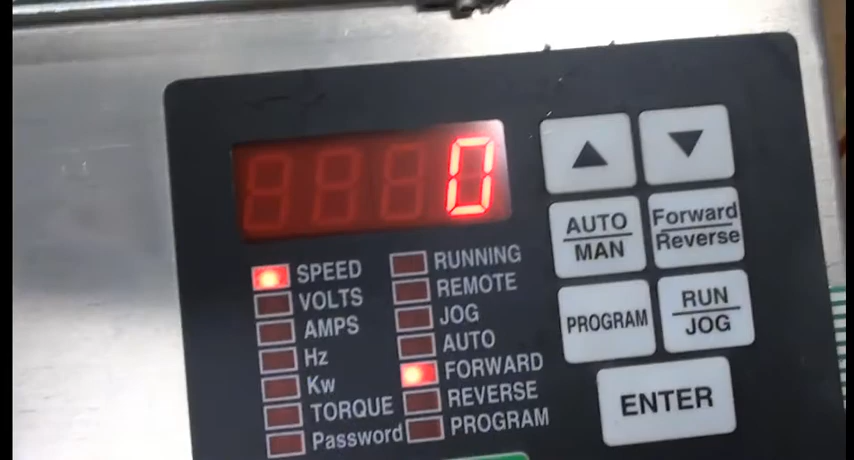 0
AUTO
MAN
Forward
Reverse
PROGRAM
RUN
JOG
ENTER
SPEED
VOLTS
AMPS
Hz
Kw
TORQUE
Password
RUNNING
REMOTE
JOG
AUTO
FORWARD
REVERSE
PROGRAM